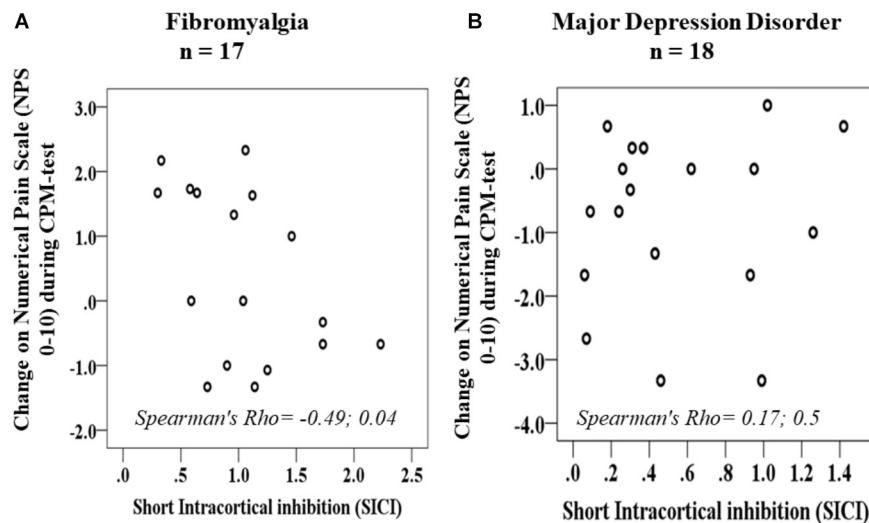 A
Fibromyalgia
n = 17
Change on Numerical Pain Scale (NPS
0-10) during CPM-test
3.0
2.0
1.0
.0
-1.0
-2.0
Spearman's Rho= -0.49; 0.04
.0 .5 1.0 1.5 2.0 2.5
Short Intracortical inhibition (SICI)
B
Major Depression Disorder
n = 18
Change on Numerical Pain Scale (NPS
0-10) during CPM-test
1.0
.0
-1.0
-2.0
-3.0
-4.0
Spearman's Rho= 0.17; 0.5
.0 .2 .4 .6 .8 1.0 1.2 1.4
Short Intracortical inhibition (SICI)